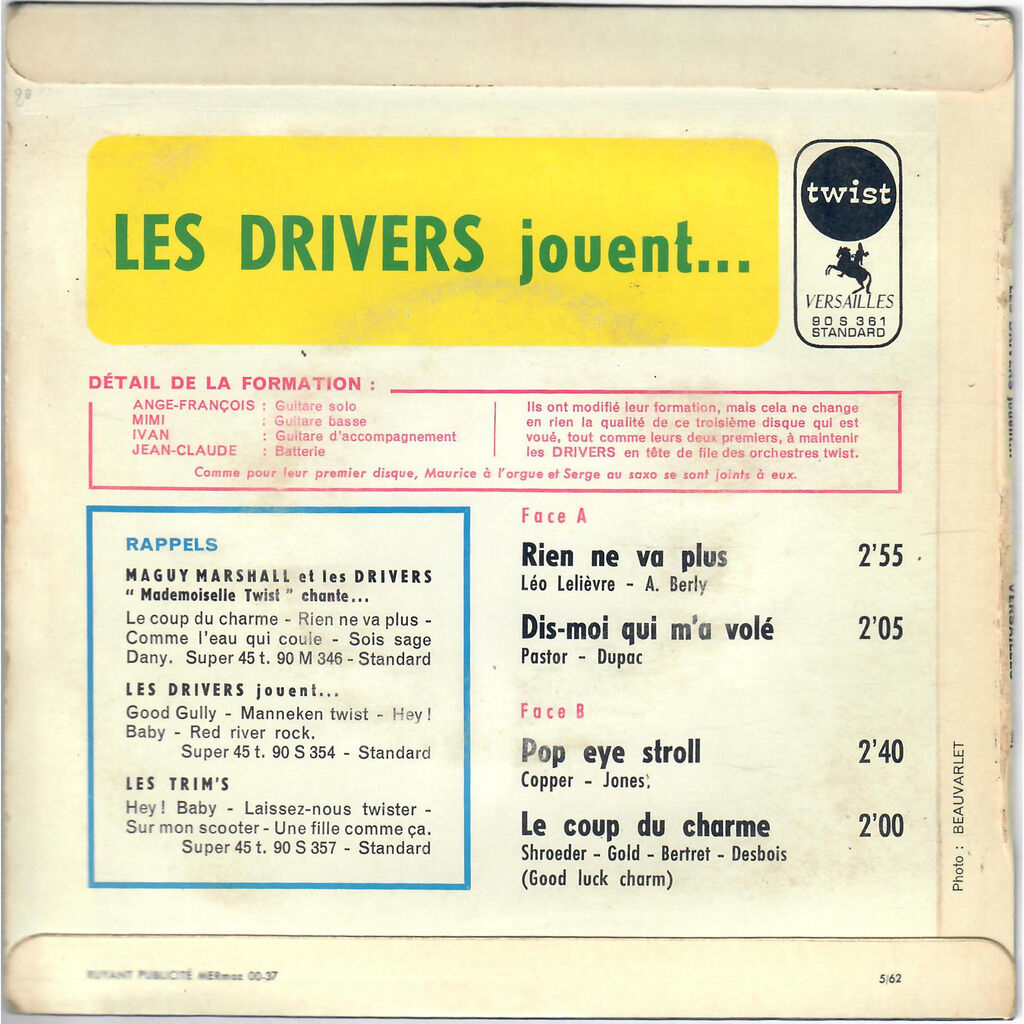 LES DRIVERS jouent...
twist
VERSAILLES
90 S 361
STANDARD
DÉTAIL DE LA FORMATION :
ANGE-FRANÇOIS : Guitare solo
MIMI : Guitare basse
IVAN : Guitare d'accompagnement
JEAN-CLAUDE : Batterie
Ils ont modifié leur formation, mais cela ne change
en rien la qualité de ce troisième disque qui est
voué, tout comme leurs deux premiers, à maintenir
les DRIVERS en tête de file des orchestres twist.
Comme pour leur premier disque, Maurice à l'orgue et Serge au saxo se sont joints à eux.
RAPPELS
MAGUY MARSHALL et les DRIVERS
" Mademoiselle Twist " chante...
Le coup du charme - Rien ne va plus -
Comme l'eau qui coule - Sois sage
Dany. Super 45 t. 90 M 346 - Standard
LES DRIVERS jouent...
Good Gully - Manneken twist - Hey !
Baby - Red river rock.
Super 45 t. 90 S 354 - Standard
LES TRIM'S
Hey ! Baby - Laissez-nous twister -
Sur mon scooter - Une fille comme ça.
Super 45 t. 90 S 357 - Standard
Face A
Rien ne va plus 2'55
Léo Lelièvre - A. Berly
Dis-moi qui m'a volé 2'05
Pastor - Dupac
Face B
Pop eye stroll 2'40
Copper - Jones.
Le coup du charme 2'00
Shroeder - Gold - Bertret - Desbois
(Good luck charm)
Photo : BEAUVARLET
RUYANT PUBLICITÉ MERmoz 00-37
5/62